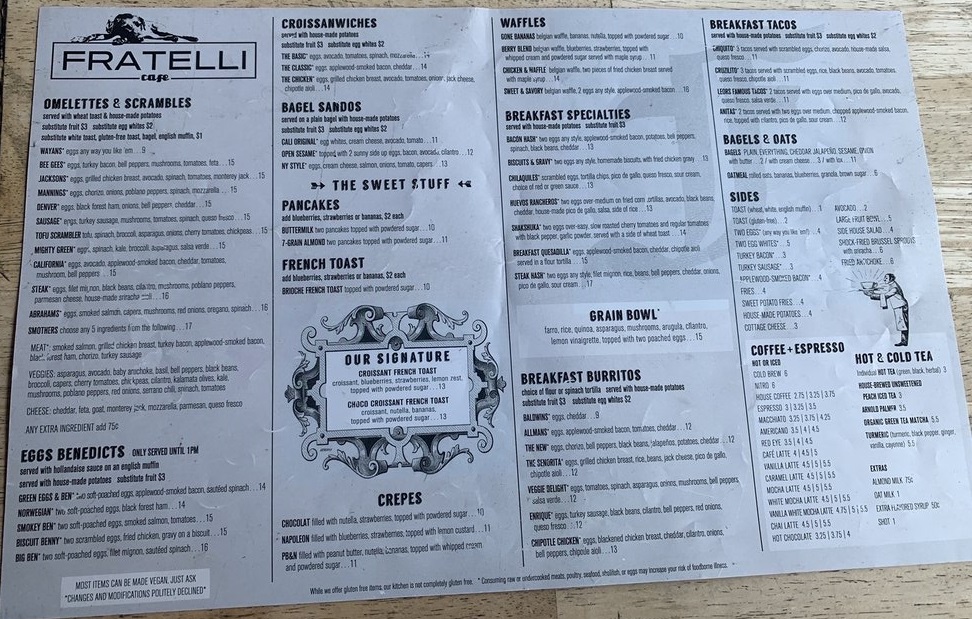 FRATELLI
cafe
OMELETTES & SCRAMBLES
served with wheat toast & house-made potatoes
substitute fruit $3 substitute egg whites $2
substitute white toast, gluten-free toast, bagel, english muffin, $1
WAYANS* eggs any way you like 'em . . 9
BEE GEES* eggs, turkey bacon, bell peppers, mushrooms, tomatoes, feta . . . 15
JACKSONS* eggs, grilled chicken breast, avocado, spinach, tomatoes, monterey jack . . . 15
MANNINGS* eggs, chorizo, onions, poblano peppers, spinach, mozzarella . . . 15
DENVER* eggs, black forest ham, onions, bell peppers, cheddar. . . 15
SAUSAGE* eggs, turkey sausage, mushrooms, tomatoes, spinach, queso fresco . . . 15
TOFU SCRAMBLER tofu, spinach, broccoli, asparagus, onions, cherry tomatoes, chickpeas . . . 15
MIGHTY GREEN* eggs, spinach, kale, broccoli, asparagus, salsa verde . . . 15
CALIFORNIA* eggs, avocado, applewood-smoked bacon, cheddar, tomatoes,
mushroom, bell peppers . . . 15
STEAK* eggs, filet mignon, black beans, cilantro, mushrooms, poblano peppers,
parmesan cheese, house-made sriracha . . . 16
ABRAHAMS* eggs, smoked salmon, capers, mushrooms, red onions, oregano, spinach . . . 16
SMOTHERS choose any 5 ingredients from the following . . . 17
MEAT*: smoked salmon, grilled chicken breast, turkey bacon, applewood-smoked bacon,
black forest ham, chorizo, turkey sausage
VEGGIES: asparagus, avocado, baby artichoke, basil, bell peppers, black beans,
broccoli, capers, cherry tomatoes, chickpeas, cilantro, kalamata olives, kale,
mushrooms, poblano peppers, red onions, serrano chili, spinach, tomatoes
CHEESE: cheddar, feta, goat, monterey jack, mozzarella, parmesan, queso fresco
ANY EXTRA INGREDIENT add 75c
EGGS BENEDICTS ONLY SERVED UNTIL 1PM
served with hollandaise sauce on an english muffin
served with house-made potatoes substitute fruit $3
GREEN EGGS & BEN* two soft-poached eggs, applewood-smoked bacon, sautéed spinach. . . 14
NORWEGIAN* two soft-poached eggs, black forest ham. . . 14
SMOKEY BEN* two soft-poached eggs, smoked salmon, tomatoes. . . 15
BISCUIT BENNY* two scrambled eggs, fried chicken, gravy on a biscuit. . . 15
BIG BEN* two soft-poached eggs, filet mignon, sautéed spinach. . . 16
MOST ITEMS CAN BE MADE VEGAN, JUST ASK
*CHANGES AND MODIFICATIONS POLITELY DECLINED*
CROISSANWICHES
served with house-made potatoes
substitute fruit $3 substitute egg whites $2
THE BASIC* eggs, avocado, tomatoes, spinach, mozzarella. . . 14
THE CLASSIC* eggs, applewood-smoked bacon, cheddar. . . 14
THE CHICKEN* eggs, grilled chicken breast, avocado, tomatoes, onions, jack cheese,
chipotle aioli . . . 14
BAGEL SANDOS
served on a plain bagel with house-made potatoes
substitute fruit $3 substitute egg whites $2
CALI ORIGINAL* egg whites, cream cheese, avocado, tomato . . . 11
OPEN SESAME* topped with 2 sunny side up eggs, bacon, avocado, cilantro. . . 12
NY STYLE* eggs, cream cheese, salmon, onions, tomato, capers. . . 13
THE SWEET STUFF
PANCAKES
add blueberries, strawberries or bananas, $2 each
BUTTERMILK two pancakes topped with powdered sugar. . . 10
7-GRAIN ALMOND two pancakes topped with powdered sugar . . . 11
FRENCH TOAST
add blueberries, strawberries or bananas, $2 each
BRIOCHE FRENCH TOAST topped with powdered sugar. . . 10
OUR SIGNATURE
CROISSANT FRENCH TOAST
croissant, blueberries, strawberries, lemon zest,
topped with powdered sugar. . . 13
CHOCO CROISSANT FRENCH TOAST
croissant, nutella, bananas,
topped with powdered sugar. . . 13
CREPES
CHOCOLAT filled with nutella, strawberries, topped with powdered sugar. . . 10
NAPOLEON filled with blueberries, strawberries, topped with lemon custard. . . 11
PB&N filled with peanut butter, nutella, bananas, topped with whipped cream
and powdered sugar. . . 11
WAFFLES
GONE BANANAS belgian waffle, bananas, nutella, topped with powdered sugar . . 10
BERRY BLEND belgian waffle, blueberries, strawberries, topped with
whipped cream and powdered sugar served with maple syrup . . . 11
CHICKEN & WAFFLE belgian waffle, two pieces of fried chicken breast served
with maple syrup . . . 14
SWEET & SAVORY belgian waffle, 2 eggs any style, applewood-smoked bacon . . . 16
BREAKFAST SPECIALTIES
served with house-made potatoes substitute fruit $3
BACON HASH* two eggs any style, applewood-smoked bacon, potatoes, bell peppers,
spinach, black beans, cheddar . . . 13
BISCUITS & GRAVY* two eggs any style, homemade biscuits, with fried chicken gravy . . . 13
CHILAQUILES* scrambled eggs, tortilla chips, pico de gallo, queso fresco, sour cream,
choice of red or green sauce . . . 13
HUEVOS RANCHEROS* two eggs over-medium on fried corn tortillas, avocado, black beans,
cheddar, house-made pico de gallo, salsa, side of rice . . . 13
SHAKSHUKA* two eggs over-easy, slow roasted cherry tomatoes and regular tomatoes
with black pepper, garlic powder, served with a side of wheat toast . . . 14
BREAKFAST QUESADILLA* eggs, applewood-smoked bacon, cheddar, chipotle aioli
served in a flour tortilla . . . 15
STEAK HASH* two eggs any style, filet mignon, rice, beans, bell peppers, cheddar, onions,
pico de gallo, sour cream . . . 17
GRAIN BOWL*
farro, rice, quinoa, asparagus, mushrooms, arugula, cilantro,
lemon vinaigrette, topped with two poached eggs. . . 15
BREAKFAST BURRITOS
choice of flour or spinach tortilla served with house-made potatoes
substitute fruit $3 substitute egg whites $2
BALDWINS* eggs, cheddar . . . 9
ALLMANS* eggs, applewood-smoked bacon, tomatoes, cheddar. . . 12
THE NEW* eggs, chorizo, bell peppers, black beans, jalapeños, potatoes, cheddar. . . 12
THE SENORITA* eggs, grilled chicken breast, rice, beans, jack cheese, pico de gallo,
chipotle aioli . . . 12
VEGGIE DELIGHT* eggs, tomatoes, spinach, asparagus, onions, mushrooms, bell peppers,
salsa verde. . . 12
ENRIQUE* eggs, turkey sausage, black beans, cilantro, bell peppers, red onions,
queso fresco. . . 12
CHIPOTLE CHICKEN* eggs, blackened chicken breast, cheddar, cilantro, onions,
bell peppers, chipotle aioli . . . 13
BREAKFAST TACOS
served with house-made potatoes substitute fruit $3 substitute egg whites $2
CHIQUITO* 3 tacos served with scrambled eggs, chorizo, avocado, house-made salsa,
queso fresco . . . 11
CRUZILITO* 3 tacos served with scrambled eggs, rice, black beans, avocado, tomatoes,
queso fresco, chipotle aioli . . . 11
LEORS FAMOUS TACOS* 2 tacos served with two eggs over medium, pico de gallo, avocado,
queso fresco, salsa verde . . . 11
ANITAS* 2 tacos served with two eggs over medium, chopped applewood-smoked bacon,
rice, topped with cilantro, pico de gallo, sour cream . . . 12
BAGELS & OATS
BAGELS PLAIN, EVERYTHING, CHEDDAR JALAPEÑO, SESAME, ONION
with butter . . . 2 / with cream cheese . . . 3 / with lox . . . 11
OATMEAL rolled oats, bananas, blueberries, granola, brown sugar . . . 6
SIDES
TOAST (wheat, white, english muffin) . . 1
TOAST (gluten-free) . . 2
TWO EGGS* (any way you like 'em!) . . 4
TWO EGG WHITES* . . 5
TURKEY BACON* . . 3
TURKEY SAUSAGE* . . 3
APPLEWOOD-SMOKED BACON* . . 4
FRIES. . . 4
SWEET POTATO FRIES. . . 4
HOUSE-MADE POTATOES. . . 4
COTTAGE CHEESE. . . 3
AVOCADO . . 2
LARGE FRUIT BOWL. . 5
SIDE HOUSE SALAD . . 4
SHOCK-FRIED BRUSSEL SPROUTS
with sriracha . . 6
FRIED ARTICHOKE . . 6
COFFEE + ESPRESSO
HOT OR ICED
COLD BREW 6
NITRO 6
HOUSE COFFEE 2.75 | 3.25 | 3.75
ESPRESSO 3 | 3.25 | 3.5
MACCHIATO 3.25 | 3.75 | 4.25
AMERICANO 3.5 | 4 | 4.5
RED EYE 3.5 | 4 | 4.5
CAFÉ LATTE 4 | 4.5 | 5
VANILLA LATTE 4.5 | 5 | 5.5
CARAMEL LATTE 4.5 | 5 | 5.5
MOCHA LATTE 4.5 | 5 | 5.5
WHITE MOCHA LATTE 4.5 | 5 | 5.5
VANILLA WHITE MOCHA LATTE 4.75 | 5 | 5.5
CHAI LATTE 4.5 | 5 | 5.5
HOT CHOCOLATE 3.25 | 3.75 | 4
HOT & COLD TEA
Individual HOT TEA (green, black, herbal) 3
HOUSE-BREWED UNSWEETENED
PEACH ICED TEA 3
ARNOLD PALMER 3.5
ORGANIC GREEN TEA MATCHA 5.5
TURMERIC (turmeric, black pepper, ginger,
vanilla, cayenne) 5.5
EXTRAS
ALMOND MILK 75c
OAT MILK 1
EXTRA FLAVORED SYRUP 50c
SHOT 1
While we offer gluten free items, our kitchen is not completely gluten free. * Consuming raw or undercooked meats, poultry, seafood, shellfish, or eggs may increase your risk of foodborne illness.